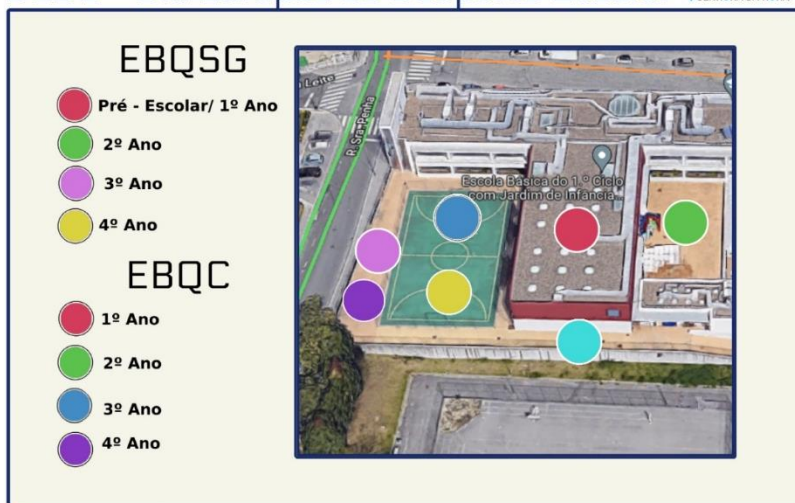 EBQSG
Pré - Escolar/ 1º Ano
2º Ano
3º Ano
4º Ano
EBQC
1º Ano
2º Ano
3º Ano
4º Ano
Leite
R. Sra. Penha
Escola Básica do 1.º Ciclo
com Jardim de Infância...